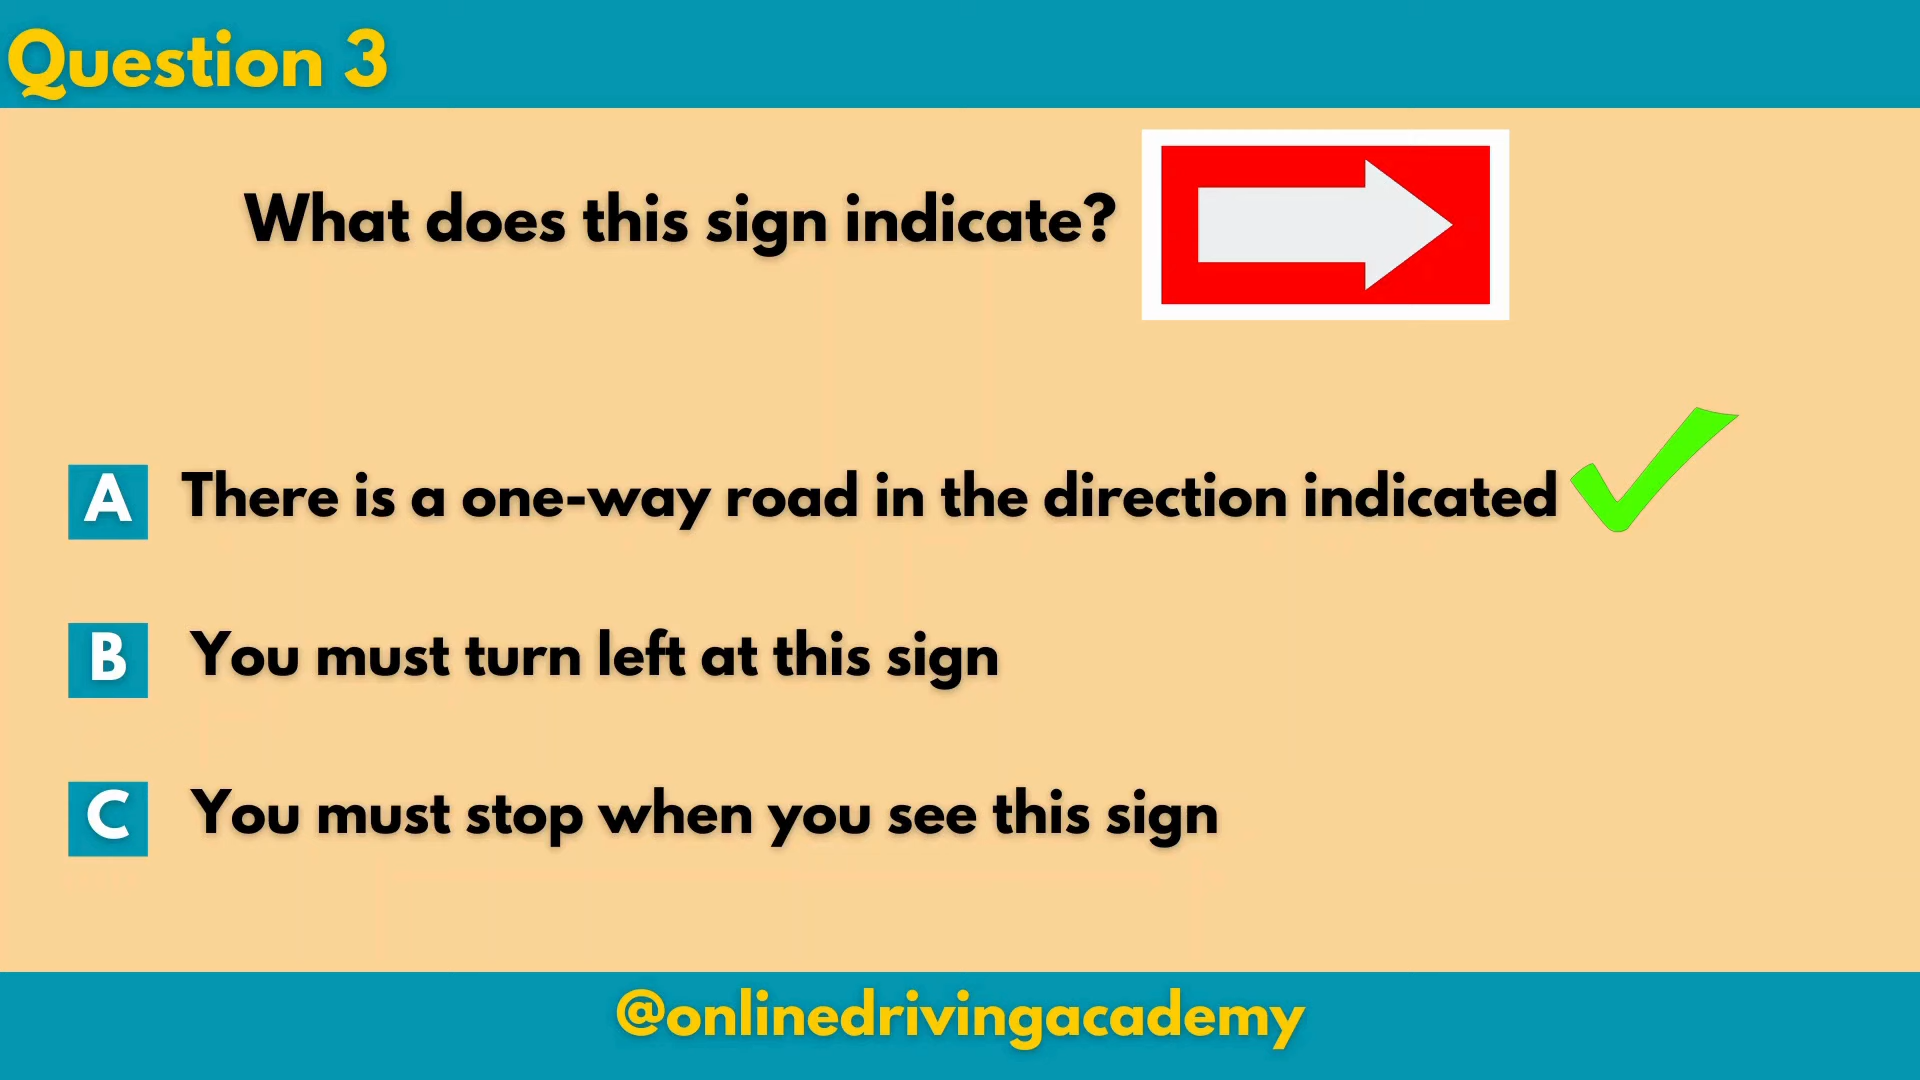 Question 3
What does this sign indicate?
A There is a one-way road in the direction indicated
B You must turn left at this sign
C You must stop when you see this sign
@onlinedrivingacademy